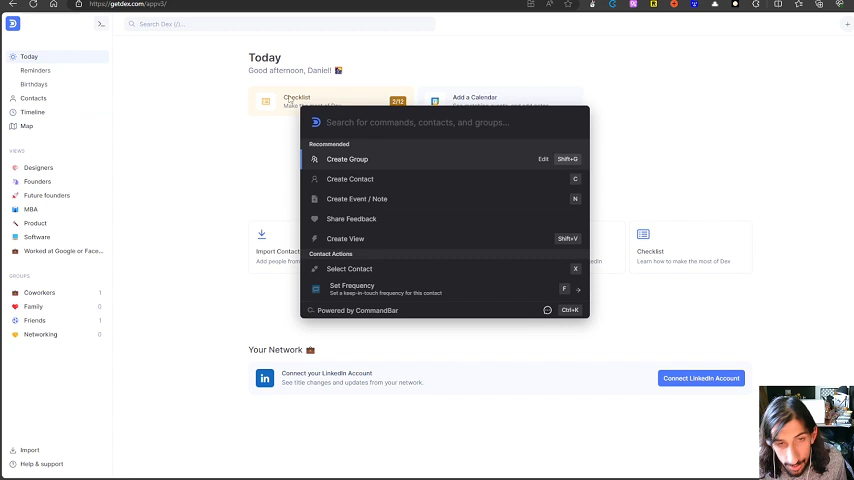 https://getdex.com/appv3/
Search Dex (/)...
Today
Reminders
Birthdays
Contacts
Timeline
Map
VIEWS
Designers
Founders
Future founders
MBA
Product
Software
Worked at Google or Face...
GROUPS
Coworkers 1
Family 0
Friends 1
Networking 0
Import
Help & support
Today
Good afternoon, Daniel!
Checklist
Make the most of Dex
2/12
Add a Calendar
Search for commands, contacts, and groups...
Recommended
Create Group Edit Shift+G
Create Contact C
Create Event / Note N
Share Feedback
Create View Shift+V
Contact Actions
Select Contact X
Set Frequency F
Set a keep-in-touch frequency for this contact
Powered by CommandBar Ctrl+K
Import Contact
Add people from
Checklist
Learn how to make the most of Dex
Your Network
Connect your LinkedIn Account
See title changes and updates from your network.
Connect LinkedIn Account